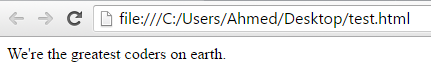 file:///C:/Users/Ahmed/Desktop/test.html
We're the greatest coders on earth.